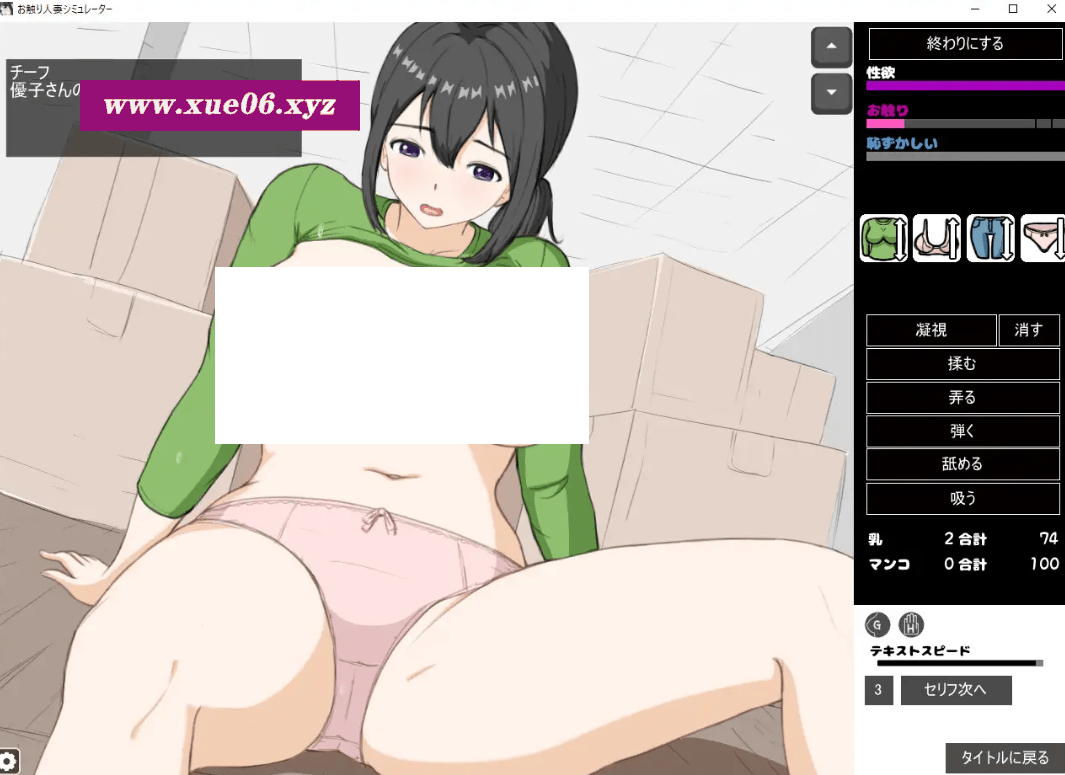 お触り人妻シミュレーター
チーフ
優子さんの
www.xue06.xyz
終わりにする
性欲
お触り
恥ずかしい
凝視
消す
揉む
弄る
弾く
舐める
吸う
乳 2 合計 74
マンコ 0 合計 100
G
H
テキストスピード
3
セリフ次へ
タイトルに戻る